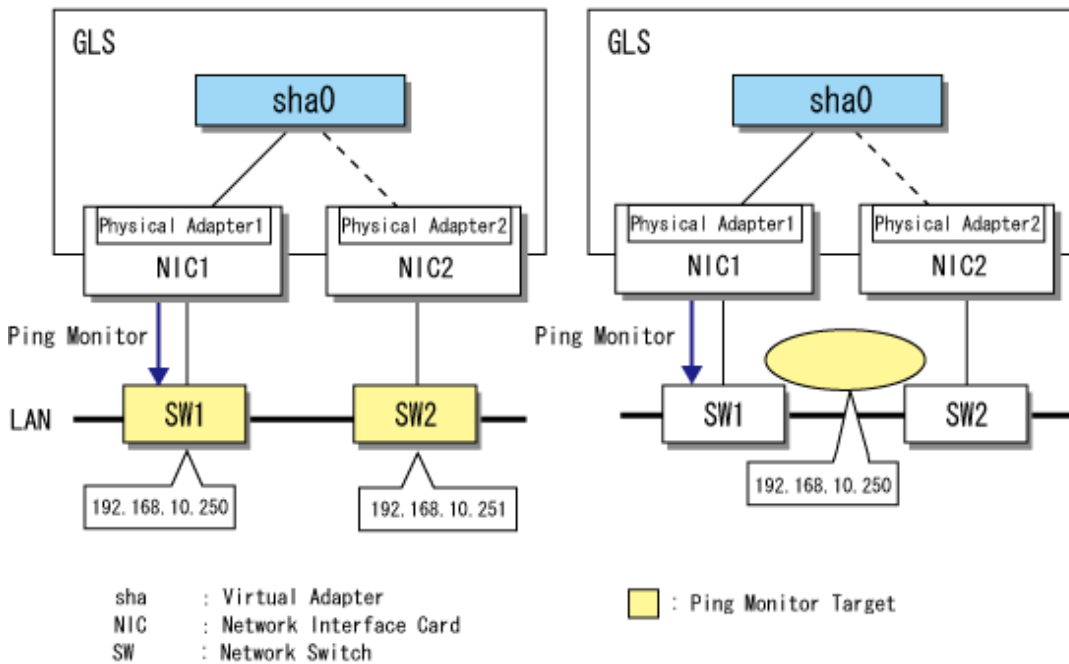 GLS
sha0
Physical Adapter1
Physical Adapter2
NIC1
NIC2
Ping Monitor
LAN
SW1
SW2
192.168.10.250
192.168.10.251
GLS
sha0
Physical Adapter1
Physical Adapter2
NIC1
NIC2
Ping Monitor
SW1
SW2
192.168.10.250
sha : Virtual Adapter
NIC : Network Interface Card
SW : Network Switch
: Ping Monitor Target